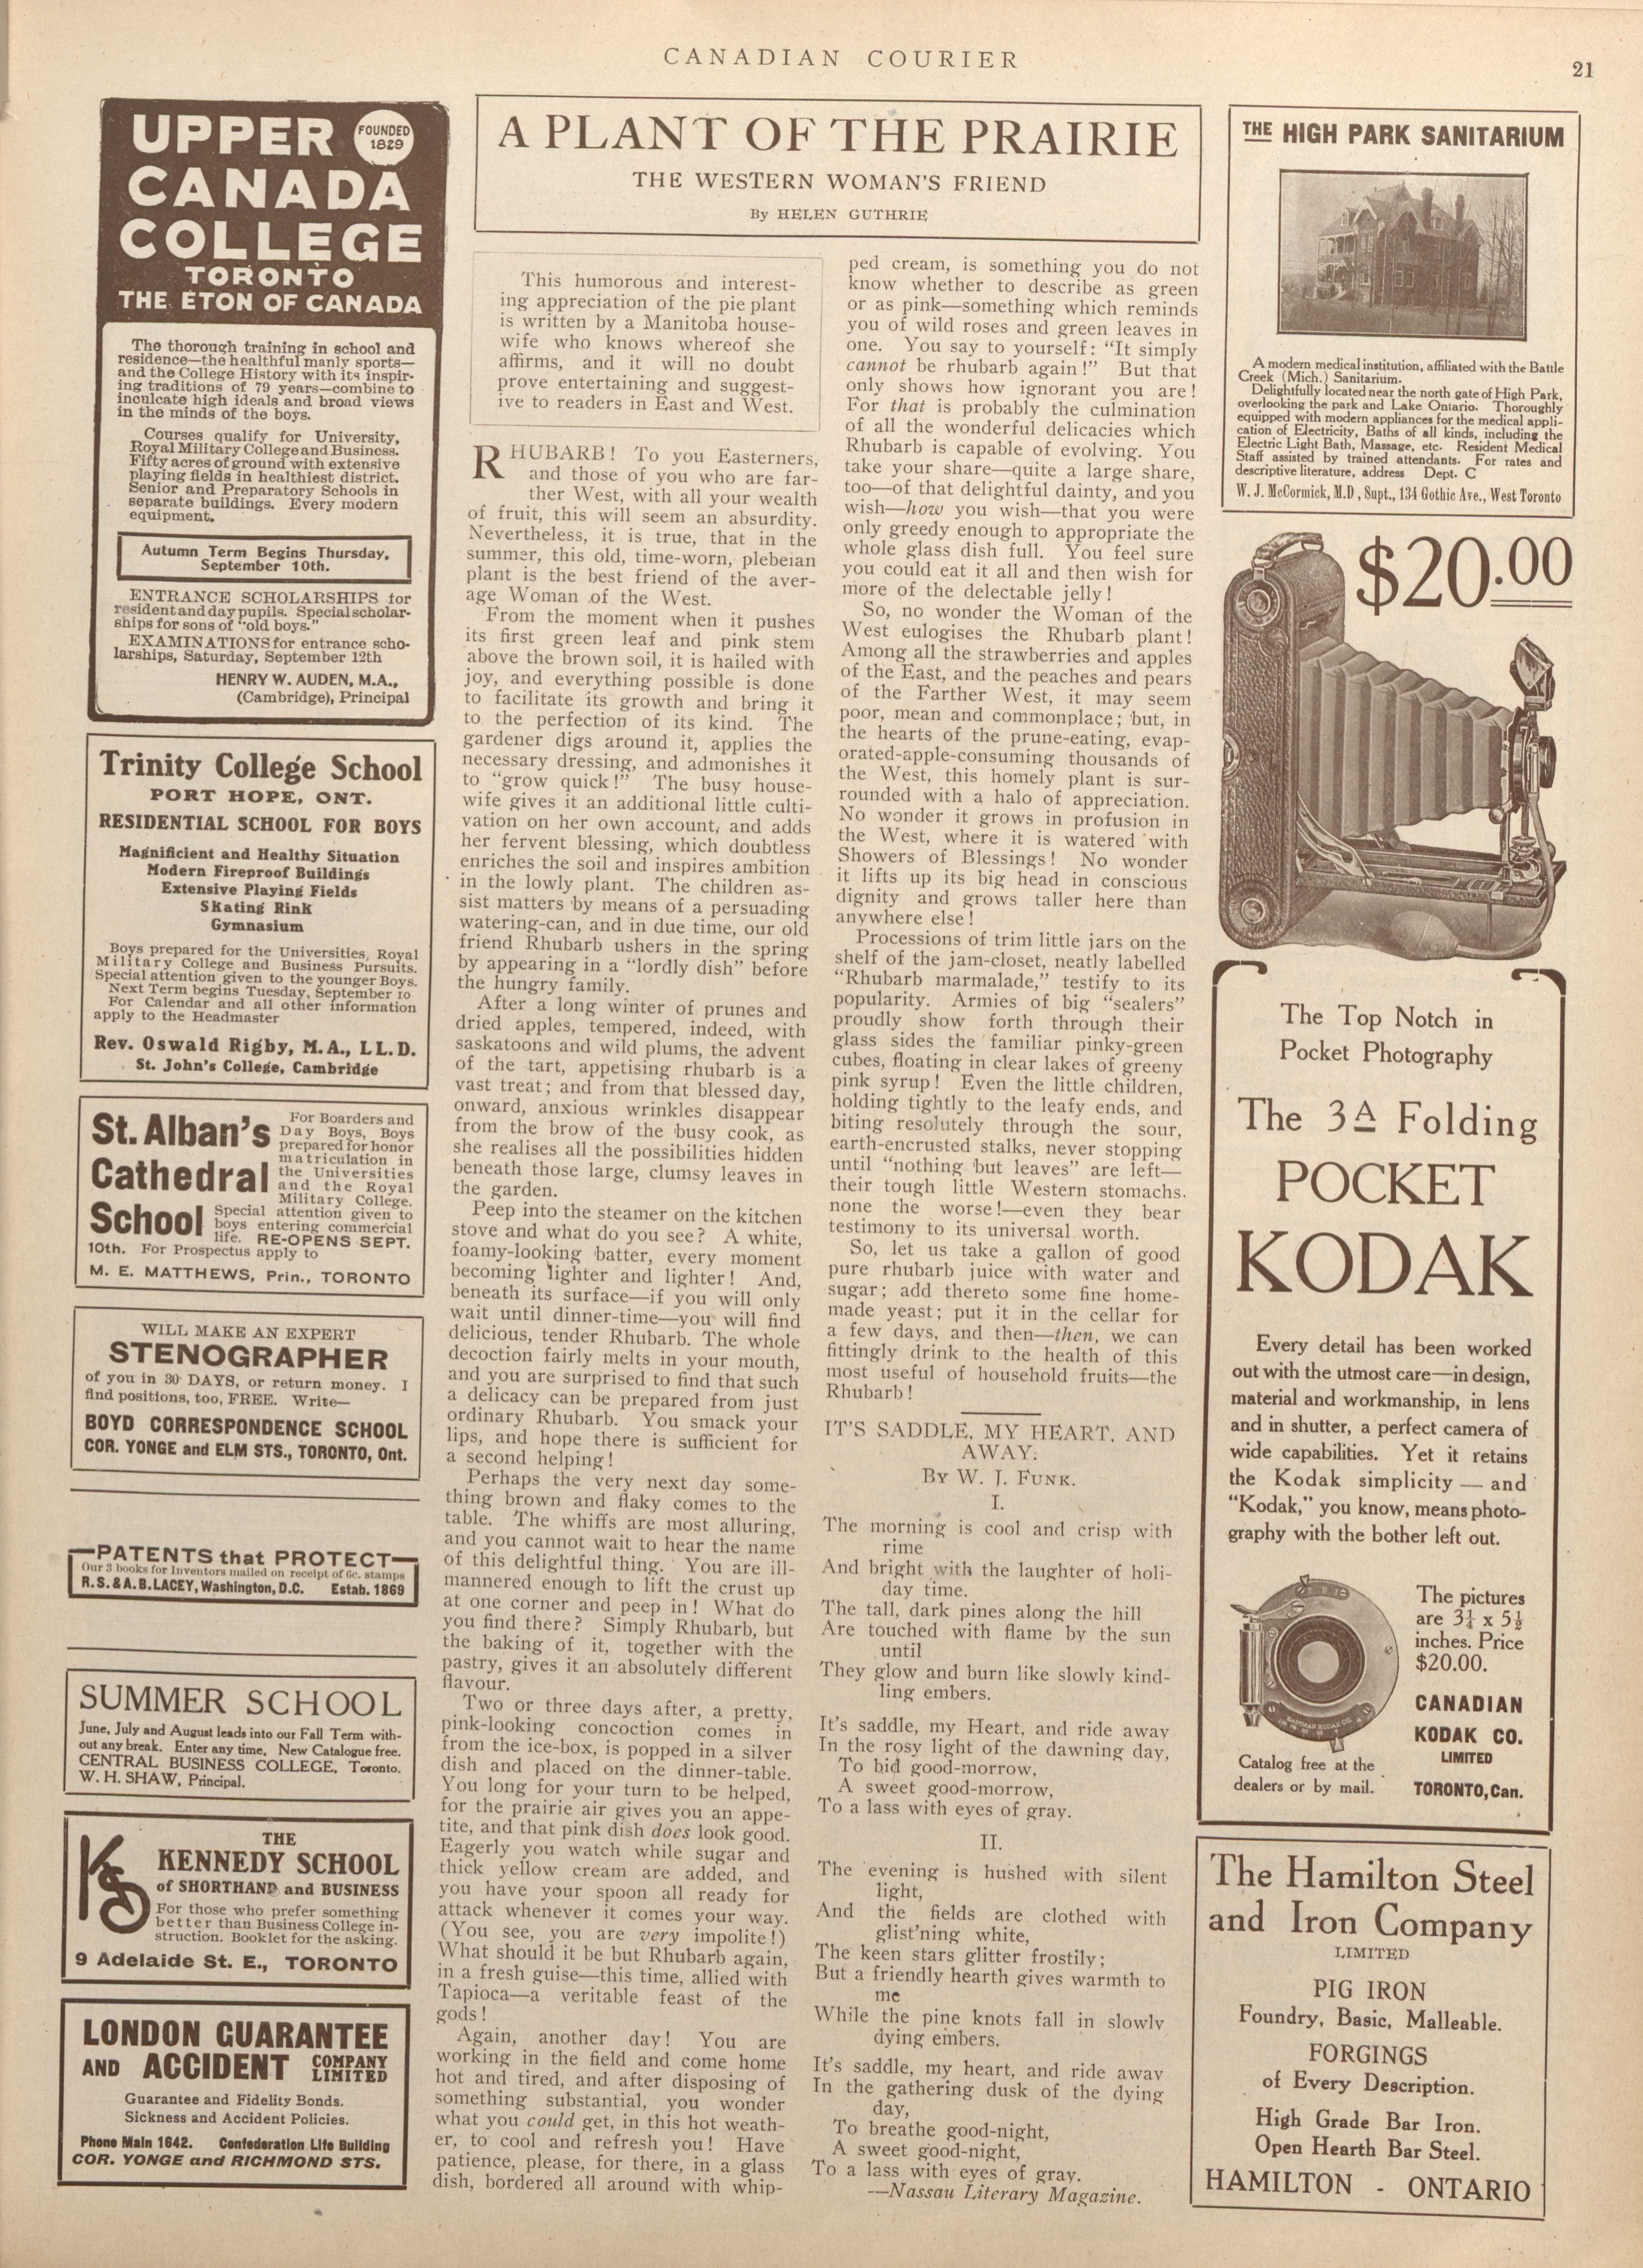 CANADIAN COURIER
21
UPPER
FOUNDED
1829
CANADA
COLLEGE
TORONTO
THE ETON OF CANADA
The thorough training in school and
residence—the healthful manly sports—
and the College History with its inspir-
ing traditions of 79 years—combine to
inculcate high ideals and broad views
in the minds of the boys.
Courses qualify for University,
Royal Military College and Business.
Fifty acres of ground with extensive
playing fields in healthiest district.
Senior and Preparatory Schools in
separate buildings. Every modern
equipment.
Autumn Term Begins Thursday,
September 10th.
ENTRANCE SCHOLARSHIPS for
resident and day pupils. Special scholar-
ships for sons of "old boys."
EXAMINATIONS for entrance scho-
larships, Saturday, September 12th
HENRY W. AUDEN, M.A.,
(Cambridge), Principal
Trinity College School
PORT HOPE, ONT.
RESIDENTIAL SCHOOL FOR BOYS
Magnificient and Healthy Situation
Modern Fireproof Buildings
Extensive Playing Fields
Skating Rink
Gymnasium
Boys prepared for the Universities, Royal
Military College and Business Pursuits.
Special attention given to the younger Boys.
Next Term begins Tuesday, September 10
For Calendar and all other information
apply to the Headmaster
Rev. Oswald Rigby, M.A., LL.D.
St. John's College, Cambridge
St. Alban's
Cathedral
School
For Boarders and
Day Boys, Boys
prepared for honor
matriculation in
the Universities
and the Royal
Military College.
Special attention given to
boys entering commercial
life. RE-OPENS SEPT.
10th. For Prospectus apply to
M. E. MATTHEWS, Prin., TORONTO
WILL MAKE AN EXPERT
STENOGRAPHER
of you in 30 DAYS, or return money. I
find positions, too, FREE. Write—
BOYD CORRESPONDENCE SCHOOL
COR. YONGE and ELM STS., TORONTO, Ont.
PATENTS that PROTECT
Our 3 books for Inventors mailed on receipt of 6c. stamps
R.S. & A.B. LACEY, Washington, D.C. Estab. 1869
SUMMER SCHOOL
June, July and August leads into our Fall Term with-
out any break. Enter any time. New Catalogue free.
CENTRAL BUSINESS COLLEGE, Toronto.
W. H. SHAW, Principal.
KSO
THE
KENNEDY SCHOOL
of SHORTHAND and BUSINESS
For those who prefer something
better than Business College in-
struction. Booklet for the asking.
9 Adelaide St. E., TORONTO
LONDON GUARANTEE
AND ACCIDENT COMPANY
LIMITED
Guarantee and Fidelity Bonds.
Sickness and Accident Policies.
Phone Main 1642. Confederation Life Building
COR. YONGE and RICHMOND STS.
A PLANT OF THE PRAIRIE
THE WESTERN WOMAN'S FRIEND
By HELEN GUTHRIE
This humorous and interest-
ing appreciation of the pie plant
is written by a Manitoba house-
wife who knows whereof she
affirms, and it will no doubt
prove entertaining and suggest-
ive to readers in East and West.
RHUBARB! To you Easterners,
and those of you who are far-
ther West, with all your wealth
of fruit, this will seem an absurdity.
Nevertheless, it is true, that in the
summer, this old, time-worn, plebeian
plant is the best friend of the aver-
age Woman of the West.
From the moment when it pushes
its first green leaf and pink stem
above the brown soil, it is hailed with
joy, and everything possible is done
to facilitate its growth and bring it
to the perfection of its kind. The
gardener digs around it, applies the
necessary dressing, and admonishes it
to "grow quick!" The busy house-
wife gives it an additional little culti-
vation on her own account, and adds
her fervent blessing, which doubtless
enriches the soil and inspires ambition
in the lowly plant. The children as-
sist matters by means of a persuading
watering-can, and in due time, our old
friend Rhubarb ushers in the spring
by appearing in a "lordly dish" before
the hungry family.
After a long winter of prunes and
dried apples, tempered, indeed, with
saskatoons and wild plums, the advent
of the tart, appetising rhubarb is a
vast treat; and from that blessed day,
onward, anxious wrinkles disappear
from the brow of the busy cook, as
she realises all the possibilities hidden
beneath those large, clumsy leaves in
the garden.
Peep into the steamer on the kitchen
stove and what do you see? A white,
foamy-looking batter, every moment
becoming lighter and lighter! And,
beneath its surface—if you will only
wait until dinner-time—you will find
delicious, tender Rhubarb. The whole
decoction fairly melts in your mouth,
and you are surprised to find that such
a delicacy can be prepared from just
ordinary Rhubarb. You smack your
lips, and hope there is sufficient for
a second helping!
Perhaps the very next day some-
thing brown and flaky comes to the
table. The whiffs are most alluring,
and you cannot wait to hear the name
of this delightful thing. You are ill-
mannered enough to lift the crust up
at one corner and peep in! What do
you find there? Simply Rhubarb, but
the baking of it, together with the
pastry, gives it an absolutely different
flavour.
Two or three days after, a pretty,
pink-looking concoction comes in
from the ice-box, is popped in a silver
dish and placed on the dinner-table.
You long for your turn to be helped,
for the prairie air gives you an appe-
tite, and that pink dish does look good.
Eagerly you watch while sugar and
thick yellow cream are added, and
you have your spoon all ready for
attack whenever it comes your way.
(You see, you are very impolite!)
What should it be but Rhubarb again,
in a fresh guise—this time, allied with
Tapioca—a veritable feast of the
gods!
Again, another day! You are
working in the field and come home
hot and tired, and after disposing of
something substantial, you wonder
what you could get, in this hot weath-
er, to cool and refresh you! Have
patience, please, for there, in a glass
dish, bordered all around with whip-
ped cream, is something you do not
know whether to describe as green
or as pink—something which reminds
you of wild roses and green leaves in
one. You say to yourself: "It simply
cannot be rhubarb again!" But that
only shows how ignorant you are!
For that is probably the culmination
of all the wonderful delicacies which
Rhubarb is capable of evolving. You
take your share—quite a large share,
too—of that delightful dainty, and you
wish—how you wish—that you were
only greedy enough to appropriate the
whole glass dish full. You feel sure
you could eat it all and then wish for
more of the delectable jelly!
So, no wonder the Woman of the
West eulogises the Rhubarb plant!
Among all the strawberries and apples
of the East, and the peaches and pears
of the Farther West, it may seem
poor, mean and commonplace; but, in
the hearts of the prune-eating, evap-
orated-apple-consuming thousands of
the West, this homely plant is sur-
rounded with a halo of appreciation.
No wonder it grows in profusion in
the West, where it is watered with
Showers of Blessings! No wonder
it lifts up its big head in conscious
dignity and grows taller here than
anywhere else!
Processions of trim little jars on the
shelf of the jam-closet, neatly labelled
"Rhubarb marmalade," testify to its
popularity. Armies of big "sealers"
proudly show forth through their
glass sides the familiar pinky-green
cubes, floating in clear lakes of greeny
pink syrup! Even the little children,
holding tightly to the leafy ends, and
biting resolutely through the sour,
earth-encrusted stalks, never stopping
until "nothing but leaves" are left—
their tough little Western stomachs.
none the worse!—even they bear
testimony to its universal worth.
So, let us take a gallon of good
pure rhubarb juice with water and
sugar; add thereto some fine home-
made yeast; put it in the cellar for
a few days, and then—then, we can
fittingly drink to the health of this
most useful of household fruits—the
Rhubarb!
IT'S SADDLE, MY HEART, AND
AWAY:
BY W. J. FUNK.
I.
The morning is cool and crisp with
rime
And bright with the laughter of holi-
day time.
The tall, dark pines along the hill
Are touched with flame by the sun
until
They glow and burn like slowly kind-
ling embers.
It's saddle, my Heart, and ride away
In the rosy light of the dawning day,
To bid good-morrow,
A sweet good-morrow,
To a lass with eyes of gray.
II.
The evening is hushed with silent
light,
And the fields are clothed with
glist'ning white,
The keen stars glitter frostily;
But a friendly hearth gives warmth to
me
While the pine knots fall in slowly
dying embers.
It's saddle, my heart, and ride away
In the gathering dusk of the dying
day,
To breathe good-night,
A sweet good-night,
To a lass with eyes of gray.
—Nassau Literary Magazine.
THE HIGH PARK SANITARIUM
A modern medical institution, affiliated with the Battle
Creek (Mich.) Sanitarium.
Delightfully located near the north gate of High Park,
overlooking the park and Lake Ontario. Thoroughly
equipped with modern appliances for the medical appli-
cation of Electricity, Baths of all kinds, including the
Electric Light Bath, Massage, etc. Resident Medical
Staff assisted by trained attendants. For rates and
descriptive literature, address Dept. C
W. J. McCormick, M.D., Supt., 134 Gothic Ave., West Toronto
$20.00
The Top Notch in
Pocket Photography
The 3A Folding
POCKET
KODAK
Every detail has been worked
out with the utmost care—in design,
material and workmanship, in lens
and in shutter, a perfect camera of
wide capabilities. Yet it retains
the Kodak simplicity — and
"Kodak," you know, means photo-
graphy with the bother left out.
The pictures
are 3¼ x 5½
inches. Price
$20.00.
CANADIAN
KODAK CO.
LIMITED
TORONTO, Can.
EASTMAN KODAK CO.
Catalog free at the
dealers or by mail.
The Hamilton Steel
and Iron Company
LIMITED
PIG IRON
Foundry, Basic, Malleable.
FORGINGS
of Every Description.
High Grade Bar Iron.
Open Hearth Bar Steel.
HAMILTON - ONTARIO